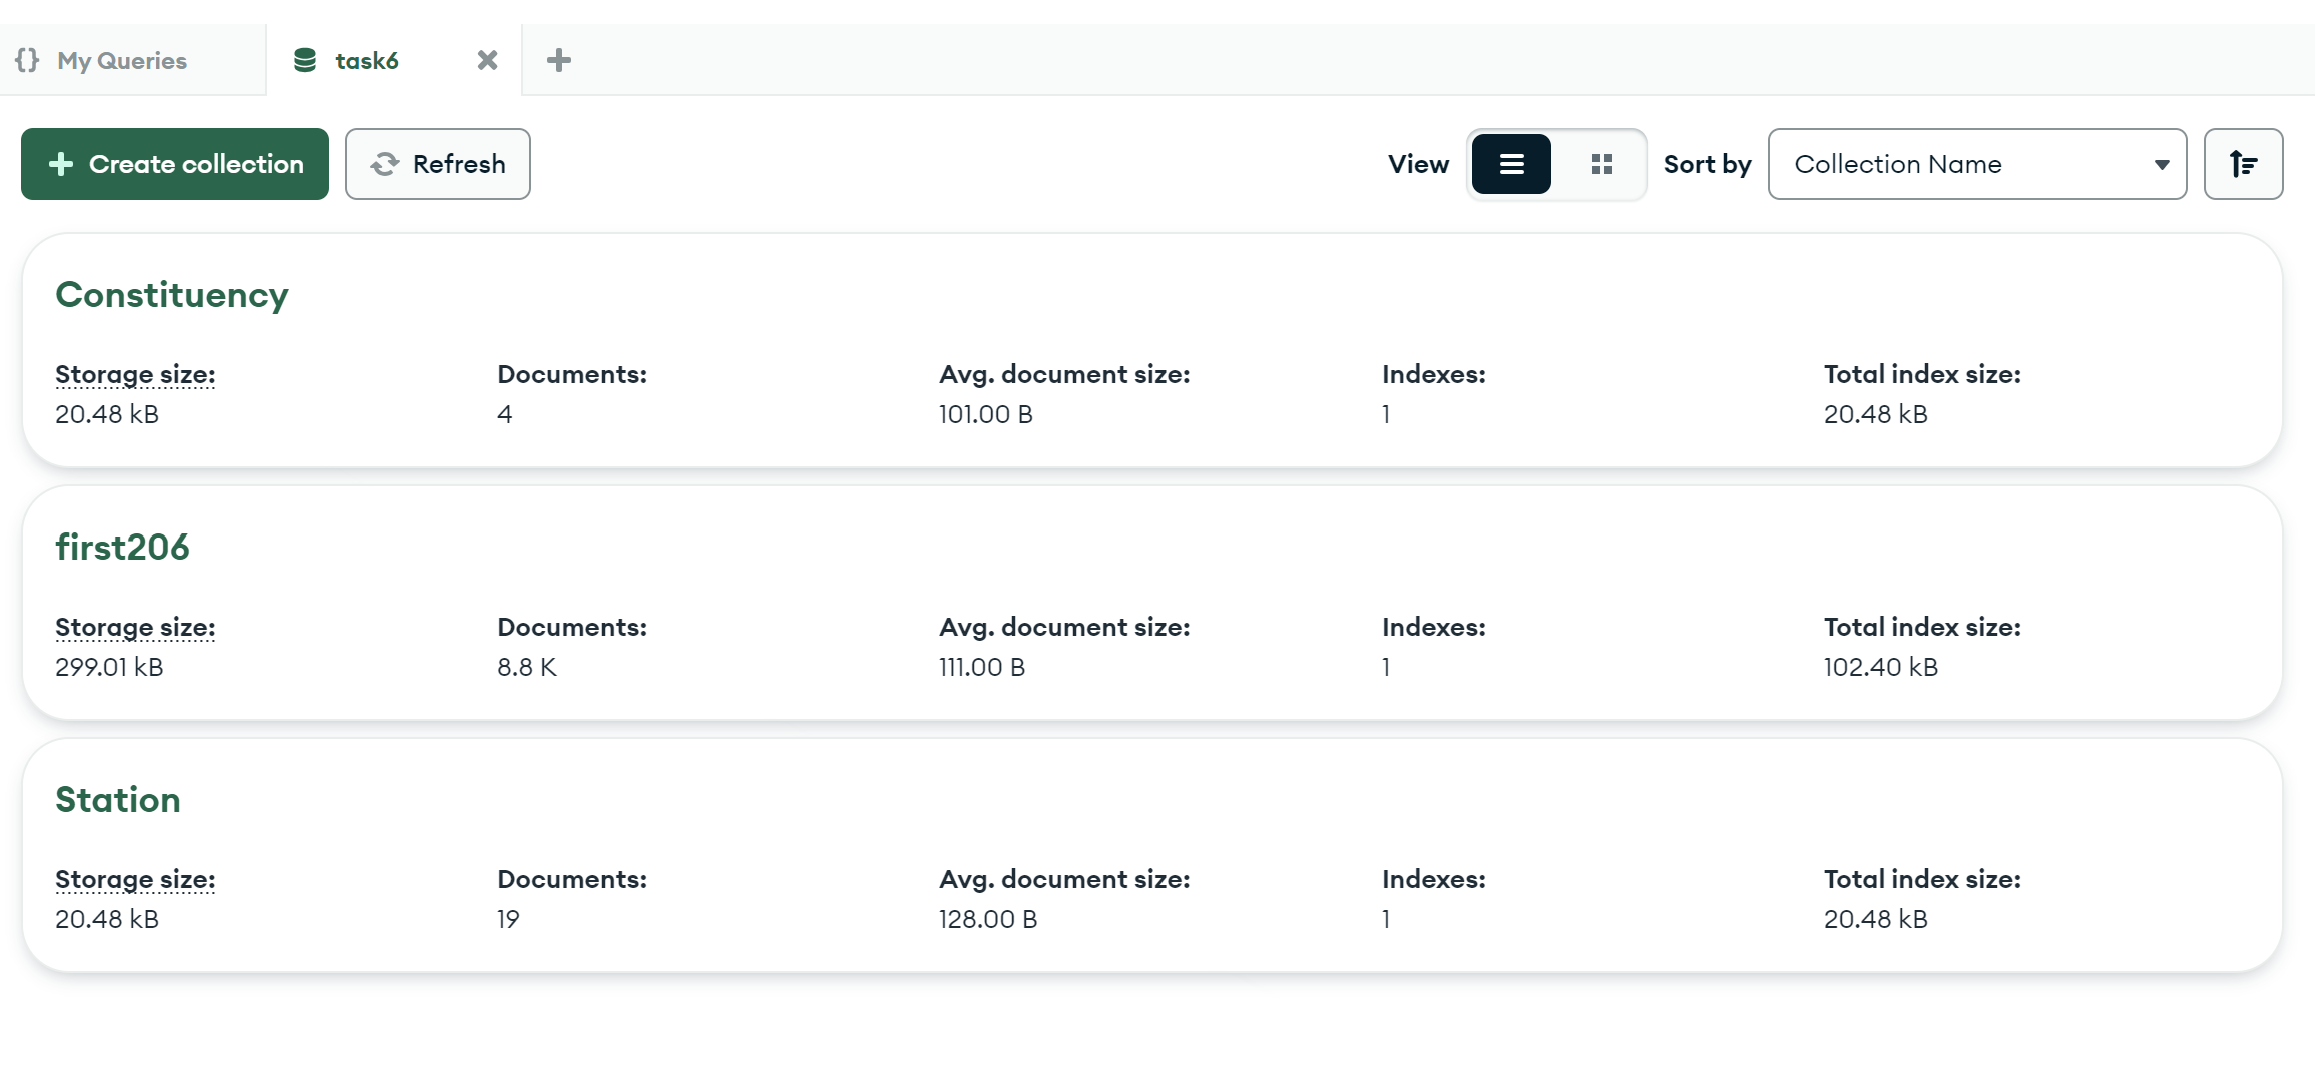 {} My Queries task6
Create collection Refresh View Sort by Collection Name
Constituency
Storage size: Documents: Avg. document size: Indexes: Total index size:
20.48 kB 4 101.00 B 1 20.48 kB
first206
Storage size: Documents: Avg. document size: Indexes: Total index size:
299.01 kB 8.8 K 111.00 B 1 102.40 kB
Station
Storage size: Documents: Avg. document size: Indexes: Total index size:
20.48 kB 19 128.00 B 1 20.48 kB